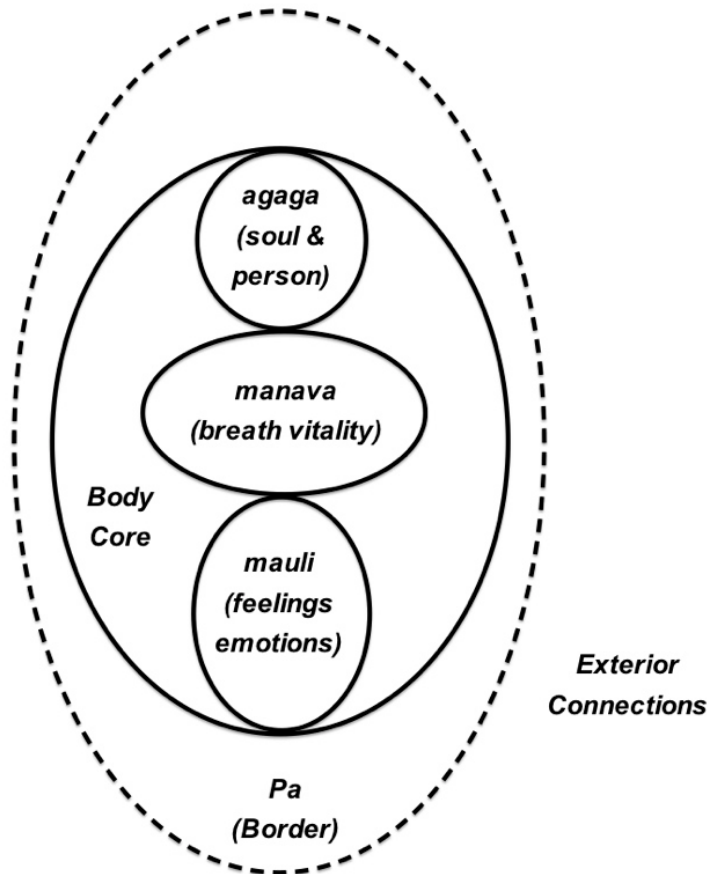 agaga
(soul &
person)
manava
(breath vitality)
Body
Core
mauli
(feelings
emotions)
Exterior
Connections
Pa
(Border)